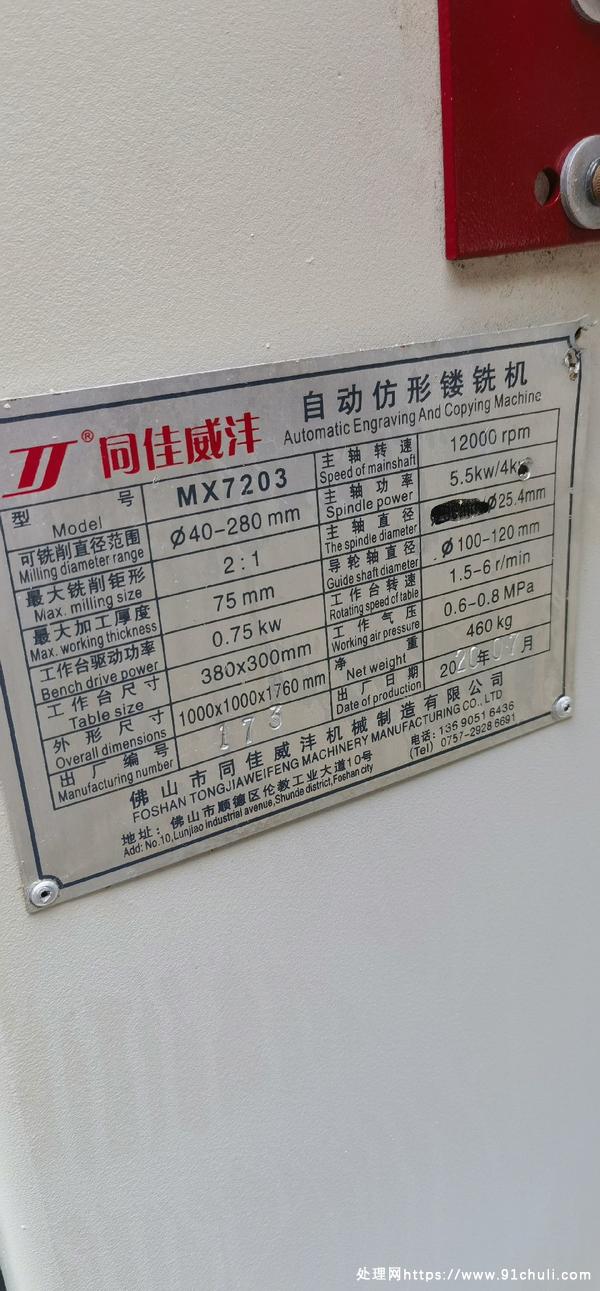 TJ® 同佳威沣
自动仿形镂铣机
Automatic Engraving And Copying Machine
型号 Model MX7203
主轴转速 Speed of mainshaft 12000 rpm
可铣削直径范围 Milling diameter range Ø40-280 mm
主轴功率 Spindle power 5.5kw/4k
最大铣削钜形 Max. milling size 2:1
主轴直径 The spindle diameter /Ø25.4mm
最大加工厚度 Max. working thickness 75 mm
导轮轴直径 Guide shaft diameter Ø100-120 mm
工作台驱动功率 Bench drive power 0.75 kw
工作台转速 Rotating speed of table 1.5-6 r/min
工作台尺寸 Table size 380x300mm
工作气压 Working air pressure 0.6-0.8 MPa
外形尺寸 Overall dimensions 1000x1000x1760 mm
净重 Net weight 460 kg
出厂编号 Manufacturing number 173
出厂日期 Date of production 2020年07月
佛山市同佳威沣机械制造有限公司
FOSHAN TONGJIAWEIFENG MACHINERY MANUFACTURING CO., LTD
地址: 佛山市顺德区伦教工业大道10号
电话: 136 9051 6436
Add: No.10, Lunjiao industrial avenue, Shunde district, Foshan city
(Tel) 0757-2928 6691
处理网https://www.91chuli.com